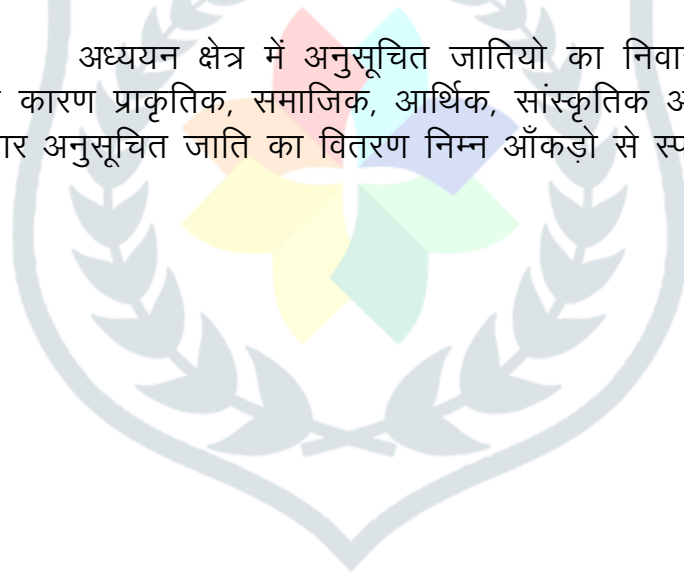 अध्ययन क्षेत्र में अनुसूचित जातियो का
कारण प्राकृतिक, समाजिक, आर्थिक, सांस्कृतिक
अनुसूचित जाति का वितरण निम्न आँकड़ो से